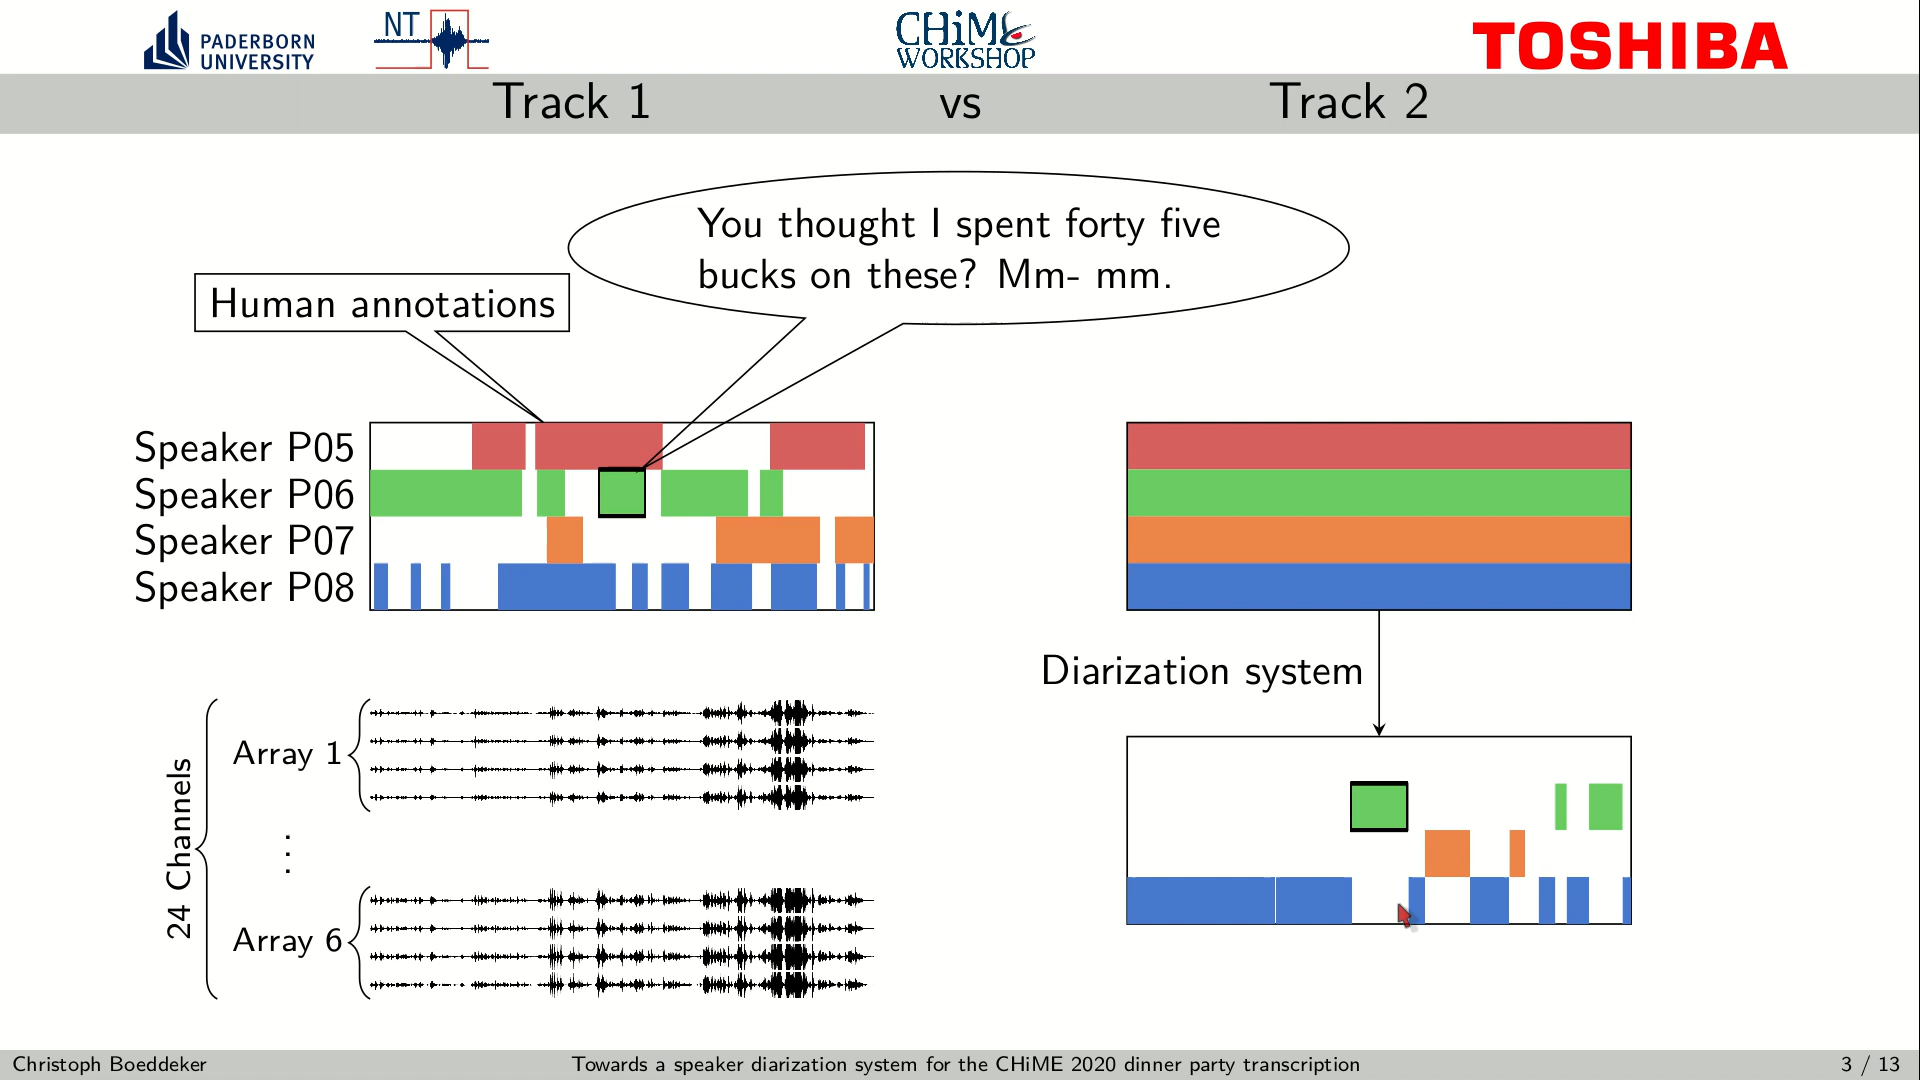 PADERBORN
UNIVERSITY
NT
CHiME
WORKSHOP
TOSHIBA
Track 1 vs Track 2
You thought I spent forty five
bucks on these? Mm- mm.
Human annotations
Speaker P05
Speaker P06
Speaker P07
Speaker P08
Diarization system
24 Channels
Array 1
Array 6
Christoph Boeddeker Towards a speaker diarization system for the CHiME 2020 dinner party transcription 3 / 13